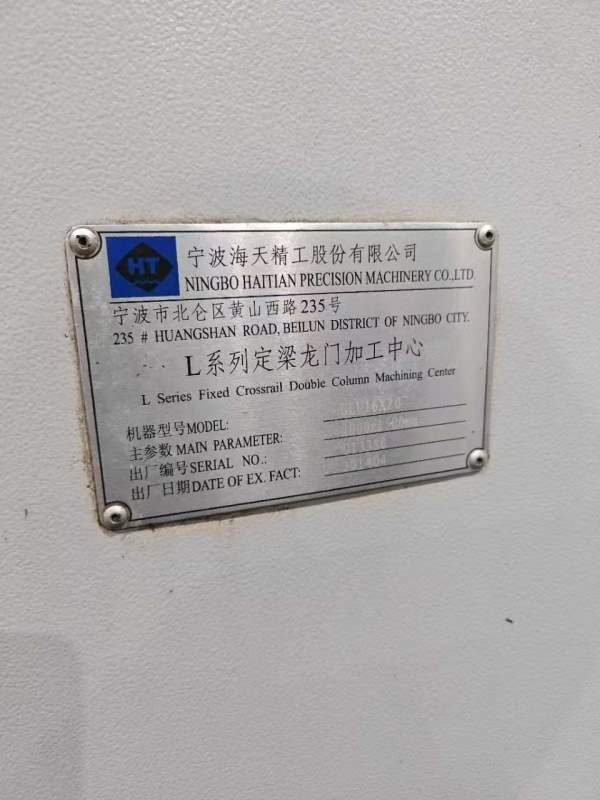 HT
宁波海天精工股份有限公司
NINGBO HAITIAN PRECISION MACHINERY CO.,LTD.
宁波市北仑区黄山西路235号
235 # HUANGSHAN ROAD, BEILUN DISTRICT OF NINGBO CITY.
L系列定梁龙门加工中心
L Series Fixed Crossrail Double Column Machining Center
机器型号MODEL:
主参数MAIN PARAMETER:
出厂编号SERIAL NO.:
出厂日期DATE OF EX. FACT: